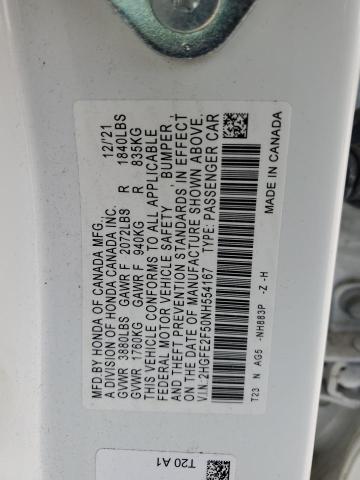 MFD.BY HONDA OF CANADA MFG., 12/'21
A DIVISION OF HONDA CANADA INC.
GVWR 3880LBS GAWR F 2072LBS R 1840LBS
GVWR 1760KG GAWR F 940KG R 835KG
THIS VEHICLE CONFORMS TO ALL APPLICABLE
FEDERAL MOTOR VEHICLE SAFETY , BUMPER,
AND THEFT PREVENTION STANDARDS IN EFFECT
ON THE DATE OF MANUFACTURE SHOWN ABOVE.
V.I.N.:2HGFE2F50NH554167 TYPE:PASSENGER CAR
T23 N AG5 -NH883P -Z -H
MADE IN CANADA
T20 A1